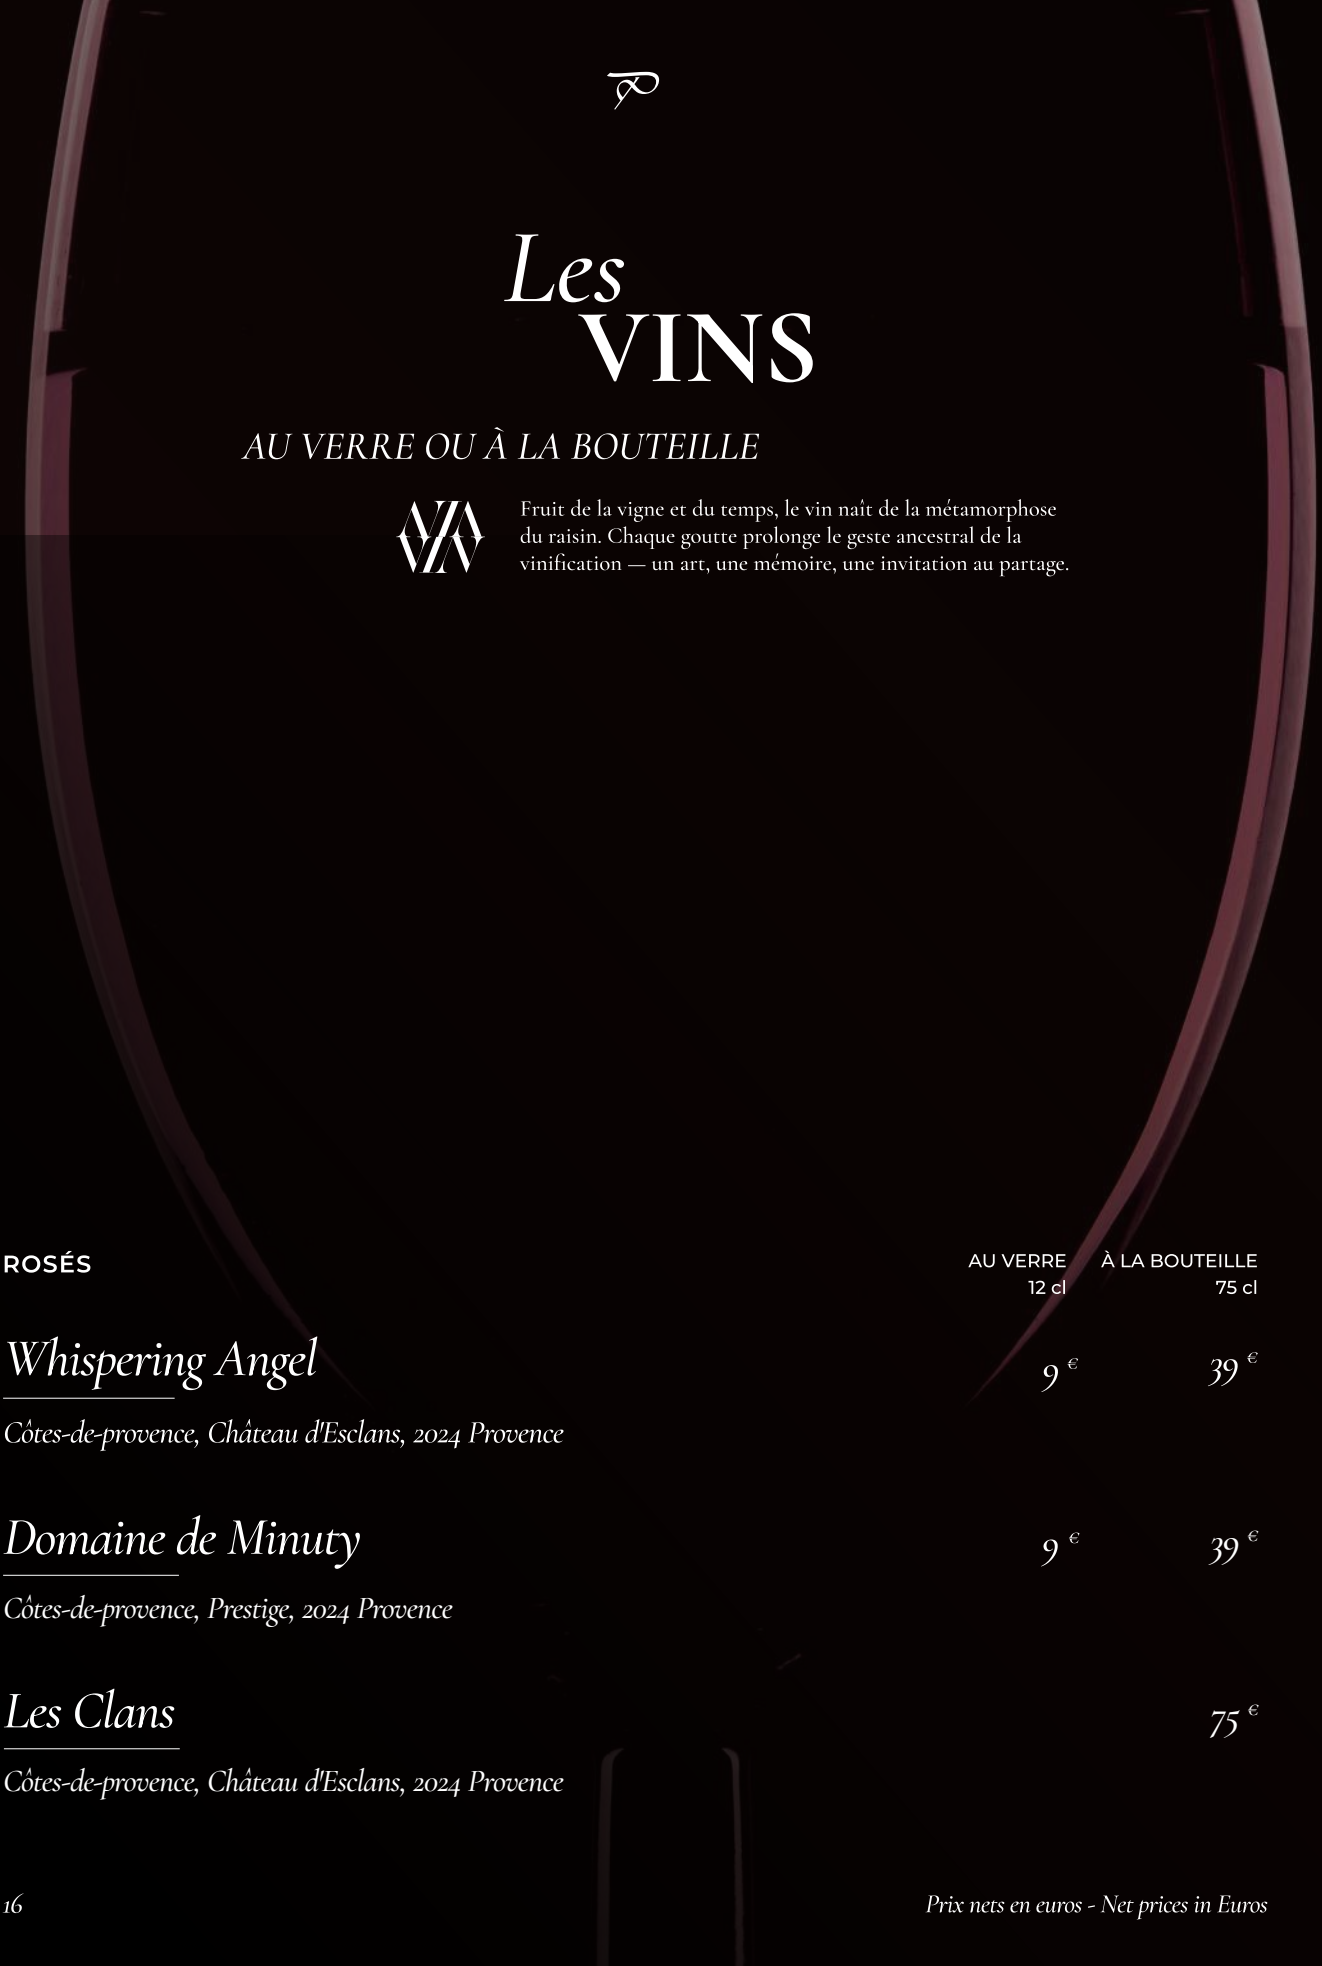 Les
VINS
AU VERRE OU À LA BOUTEILLE
Fruit de la vigne et du temps, le vin naît de la métamorphose
du raisin. Chaque goutte prolonge le geste ancestral de la
vinification — un art, une mémoire, une invitation au partage.
ROSÉS
AU VERRE À LA BOUTEILLE
12 cl 75 cl
Whispering Angel 9 € 39 €
Côtes-de-provence, Château d'Esclans, 2024 Provence
Domaine de Minuty 9 € 39 €
Côtes-de-provence, Prestige, 2024 Provence
Les Clans 75 €
Côtes-de-provence, Château d'Esclans, 2024 Provence
16 Prix nets en euros - Net prices in Euros